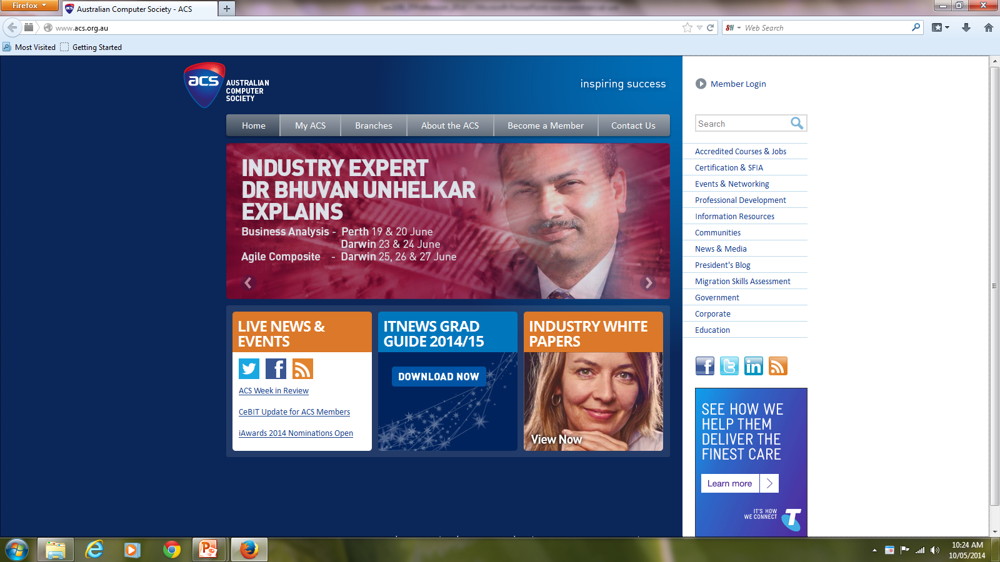 Firefox
Australian Computer Society - ACS
www.acs.org.au
Web Search
Most Visited
Getting Started
acs
AUSTRALIAN
COMPUTER
SOCIETY
inspiring success
Member Login
Home
My ACS
Branches
About the ACS
Become a Member
Contact Us
Search
INDUSTRY EXPERT
DR BHUVAN UNHELKAR
EXPLAINS
Business Analysis - Perth 19 & 20 June
Darwin 23 & 24 June
Agile Composite - Darwin 25, 26 & 27 June
Accredited Courses & Jobs
Certification & SFIA
Events & Networking
Professional Development
Information Resources
Communities
News & Media
President's Blog
Migration Skills Assessment
Government
Corporate
Education
LIVE NEWS &
EVENTS
ACS Week in Review
CeBIT Update for ACS Members
iAwards 2014 Nominations Open
ITNEWS GRAD
GUIDE 2014/15
DOWNLOAD NOW
INDUSTRY WHITE
PAPERS
View Now
SEE HOW WE
HELP THEM
DELIVER THE
FINEST CARE
Learn more
IT'S HOW
WE CONNECT
10:24 AM
10/05/2014